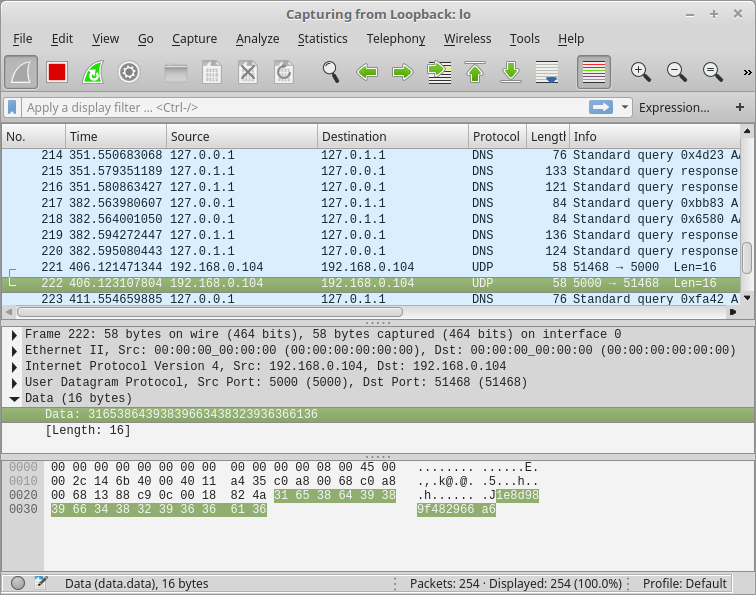 Capturing from Loopback: lo
File Edit View Go Capture Analyze Statistics Telephony Wireless Tools Help
»
Apply a display filter ... <Ctrl-/> Expression... +
No. Time Source Destination Protocol Length Info
214 351.550683068 127.0.0.1 127.0.1.1 DNS 76 Standard query 0x4d23 A
215 351.579351189 127.0.1.1 127.0.0.1 DNS 133 Standard query response
216 351.580863427 127.0.1.1 127.0.0.1 DNS 121 Standard query response
217 382.563980607 127.0.0.1 127.0.1.1 DNS 84 Standard query 0xbb83 A
218 382.564001050 127.0.0.1 127.0.1.1 DNS 84 Standard query 0x6580 AA
219 382.594272447 127.0.1.1 127.0.0.1 DNS 136 Standard query response
220 382.595080443 127.0.1.1 127.0.0.1 DNS 124 Standard query response
221 406.121471344 192.168.0.104 192.168.0.104 UDP 58 51468 → 5000 Len=16
222 406.123107804 192.168.0.104 192.168.0.104 UDP 58 5000 → 51468 Len=16
223 411.554659885 127.0.0.1 127.0.1.1 DNS 76 Standard query 0xfa42 A
Frame 222: 58 bytes on wire (464 bits), 58 bytes captured (464 bits) on interface 0
Ethernet II, Src: 00:00:00_00:00:00 (00:00:00:00:00:00), Dst: 00:00:00_00:00:00 (00:00:00:00:00:00)
Internet Protocol Version 4, Src: 192.168.0.104, Dst: 192.168.0.104
User Datagram Protocol, Src Port: 5000 (5000), Dst Port: 51468 (51468)
Data (16 bytes)
Data: 31653864393839663438323936366136
[Length: 16]
0000 00 00 00 00 00 00 00 00 00 00 00 00 08 00 45 00 ........ ......E.
0010 00 2c 14 6b 40 00 40 11 a4 35 c0 a8 00 68 c0 a8 .,.k@.@. .5...h..
0020 00 68 13 88 c9 0c 00 18 82 4a 31 65 38 64 39 38 .h...... .J1e8d98
0030 39 66 34 38 32 39 36 36 61 36 9f482966 a6
Data (data.data), 16 bytes Packets: 254 · Displayed: 254 (100.0%) Profile: Default